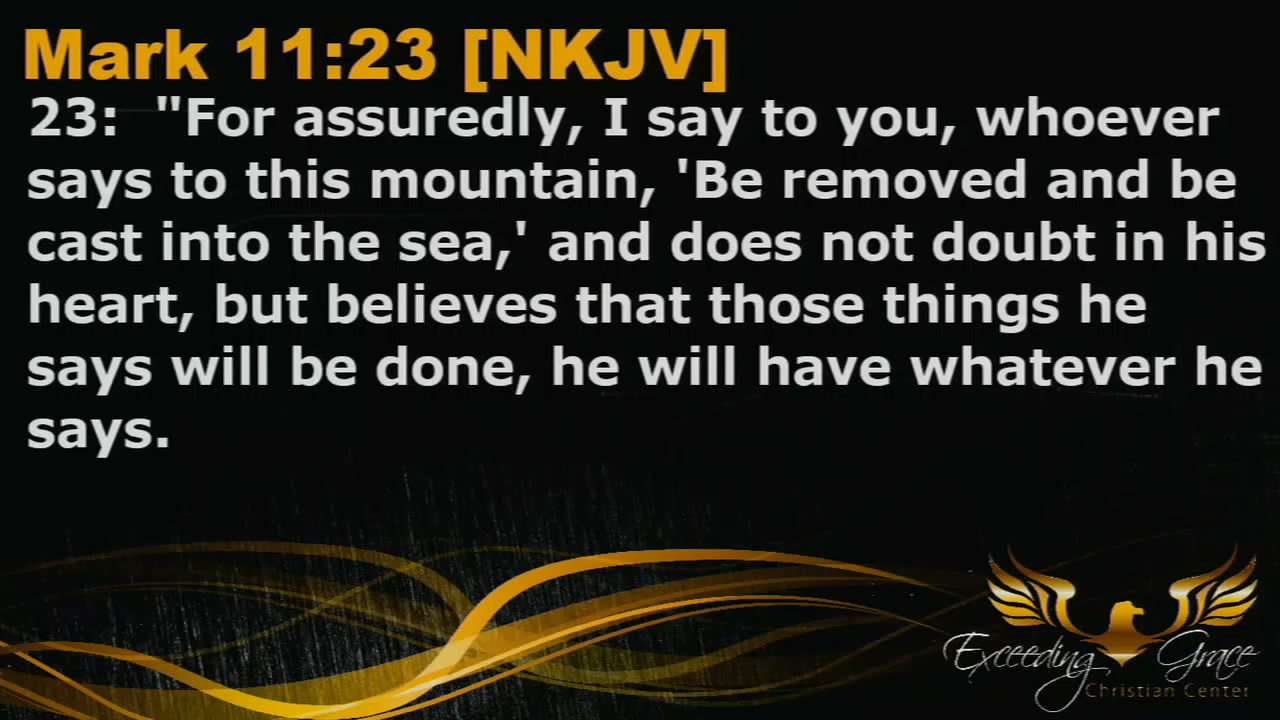 Mark 11:23 [NKJV]
23:  "For assuredly, I say to you, whoever
says to this mountain, 'Be removed and be
cast into the sea,' and does not doubt in his
heart, but believes that those things he
says will be done, he will have whatever he
says.
Exceeding Grace
Christian Center